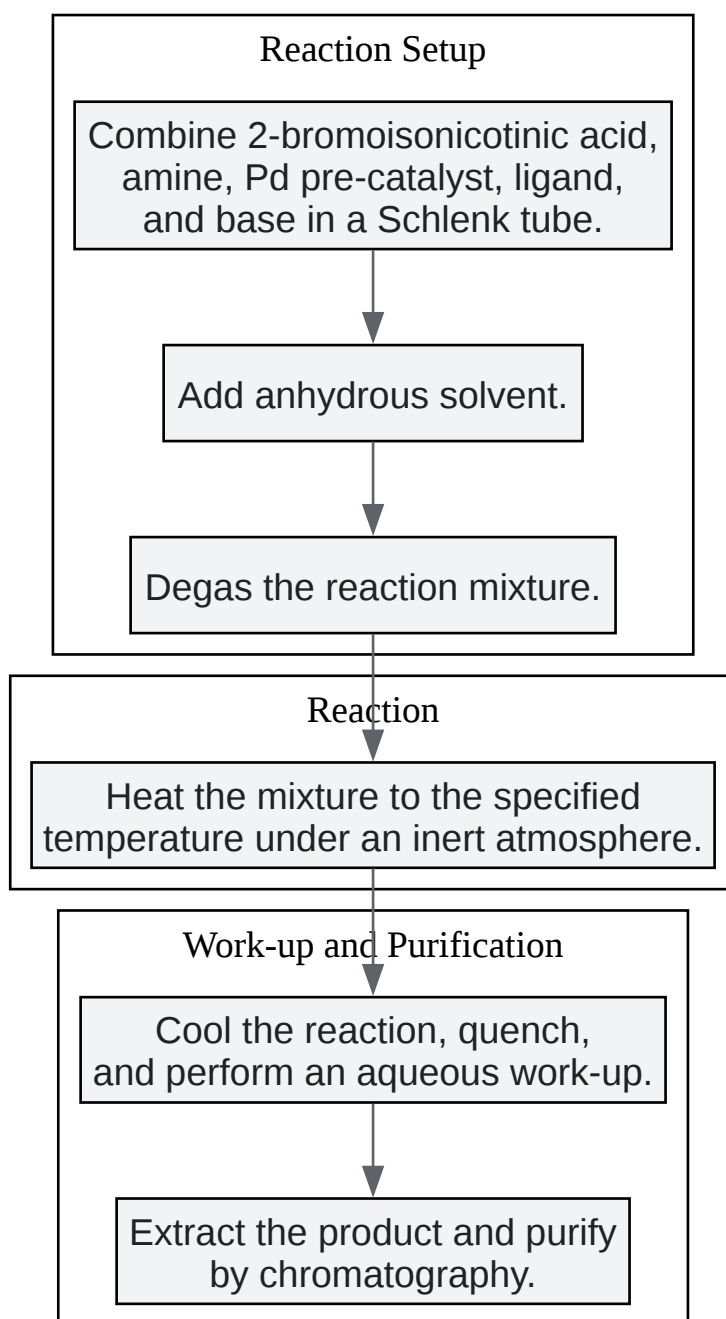 Reaction Setup
Combine 2-bromoisonicotinic acid,
amine, Pd pre-catalyst, ligand,
and base in a Schlenk tube.
Add anhydrous solvent.
Degas the reaction mixture.
Reaction
Heat the mixture to the specified
temperature under an inert atmosphere.
Work-up and Purification
Cool the reaction, quench,
and perform an aqueous work-up.
Extract the product and purify
by chromatography.